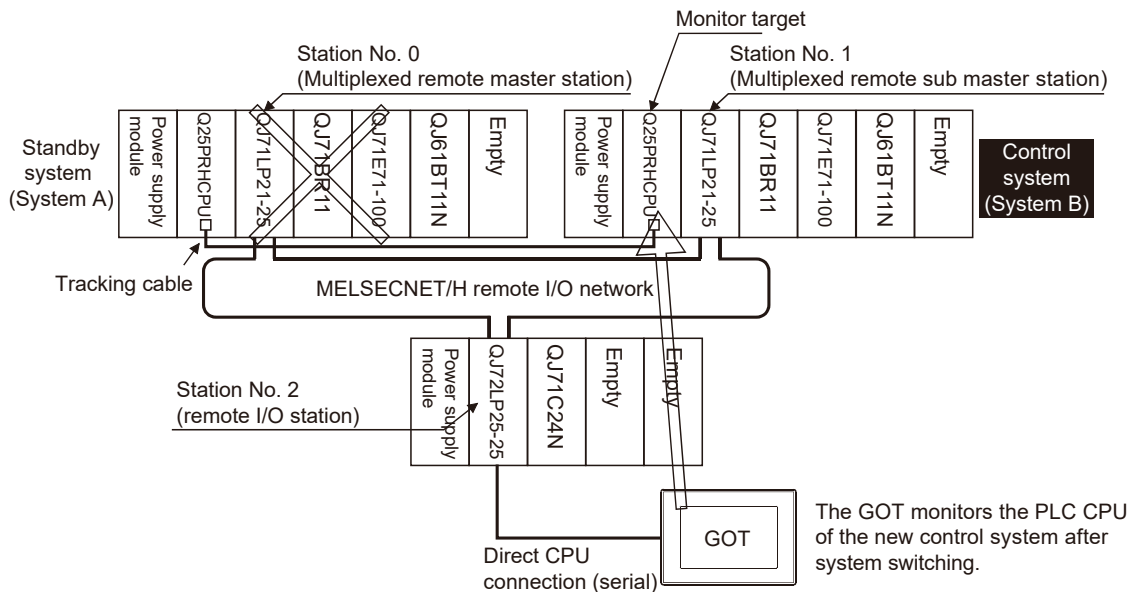 Monitor target
Station No. 0
(Multiplexed remote master station)
Station No. 1
(Multiplexed remote sub master station)
Standby
system
(System A)
Power supply
module
Q25PRHCPU
QJ71LP21-25
QJ71BR11
QJ71E71-100
QJ61BT11N
Empty
Power supply
module
Q25PRHCPU
QJ71LP21-25
QJ71BR11
QJ71E71-100
QJ61BT11N
Empty
Control
system
(System B)
Tracking cable
MELSECNET/H remote I/O network
Station No. 2
(remote I/O station)
Power supply
module
QJ72LP25-25
QJ71C24N
Empty
Empty
Direct CPU
connection (serial)
GOT
The GOT monitors the PLC CPU
of the new control system after
system switching.